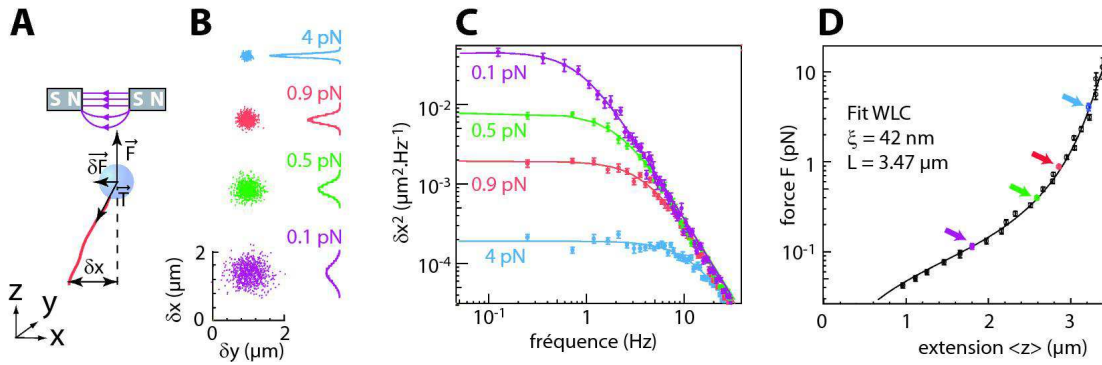 A
S N
S N
F
δF
T
δx
z
y
x
B
4 pN
0.9 pN
0.5 pN
0.1 pN
2
1
0
δx (µm)
0
2
δy (µm)
C
10⁻²
10⁻³
10⁻⁴
δx² (µm².Hz⁻¹)
0.1 pN
0.5 pN
0.9 pN
4 pN
10⁻¹
1
10
fréquence (Hz)
D
10
1
10⁻¹
force F (pN)
Fit WLC
ξ = 42 nm
L = 3.47 µm
0
1
2
3
extension <z> (µm)